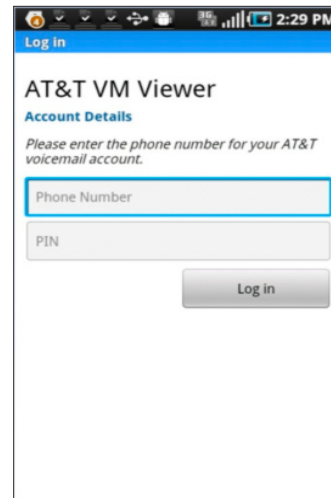 3G 2:29 PM
Log in
AT&T VM Viewer
Account Details
Please enter the phone number for your AT&T
voicemail account.
Phone Number
PIN
Log in